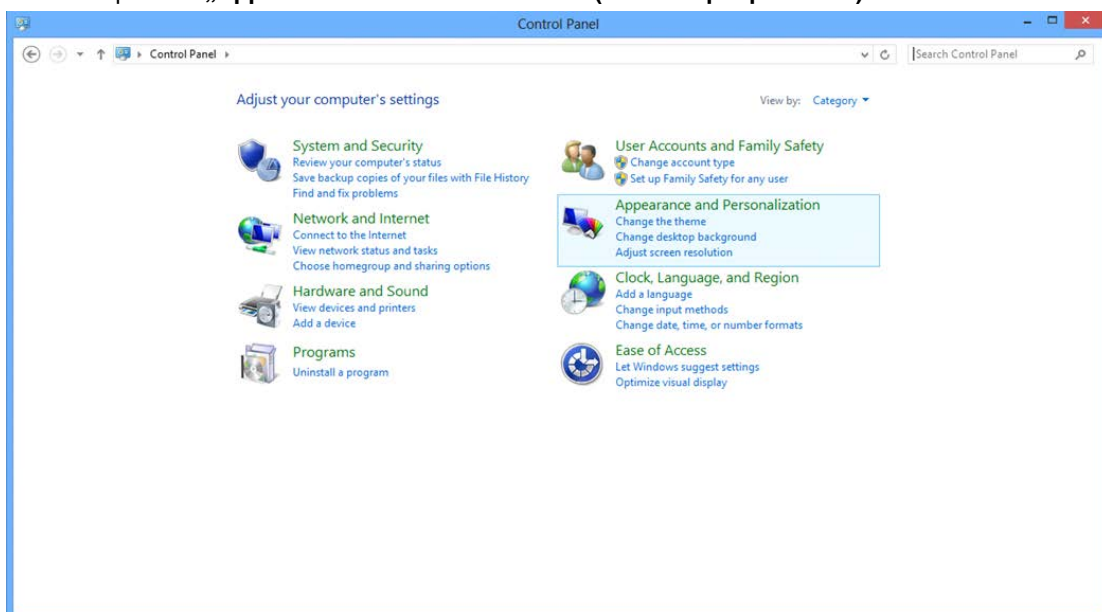 Control Panel
Control Panel
Search Control Panel
Adjust your computer's settings
View by: Category
System and Security
Review your computer's status
Save backup copies of your files with File History
Find and fix problems
Network and Internet
Connect to the Internet
View network status and tasks
Choose homegroup and sharing options
Hardware and Sound
View devices and printers
Add a device
Programs
Uninstall a program
User Accounts and Family Safety
Change account type
Set up Family Safety for any user
Appearance and Personalization
Change the theme
Change desktop background
Adjust screen resolution
Clock, Language, and Region
Add a language
Change input methods
Change date, time, or number formats
Ease of Access
Let Windows suggest settings
Optimize visual display